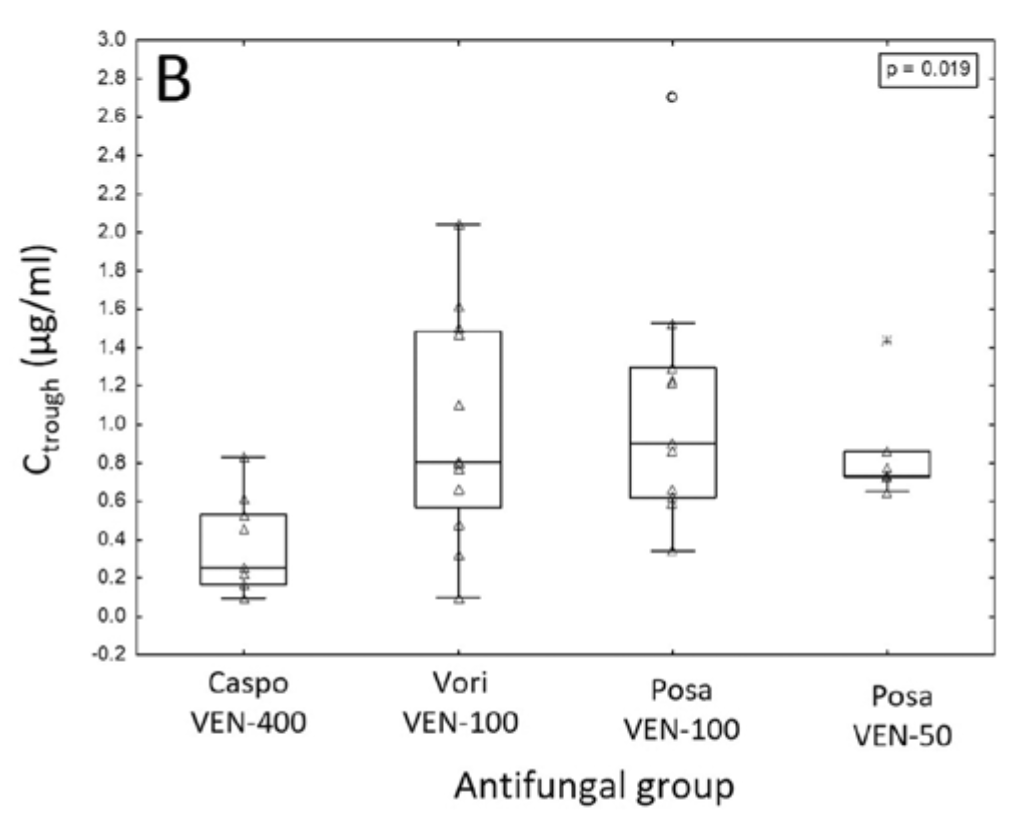 B
p = 0.019
3.0
2.8
2.6
2.4
2.2
2.0
1.8
1.6
1.4
1.2
1.0
0.8
0.6
0.4
0.2
0.0
-0.2
Ctrough (µg/ml)
Caspo
VEN-400
Vori
VEN-100
Posa
VEN-100
Posa
VEN-50
Antifungal group